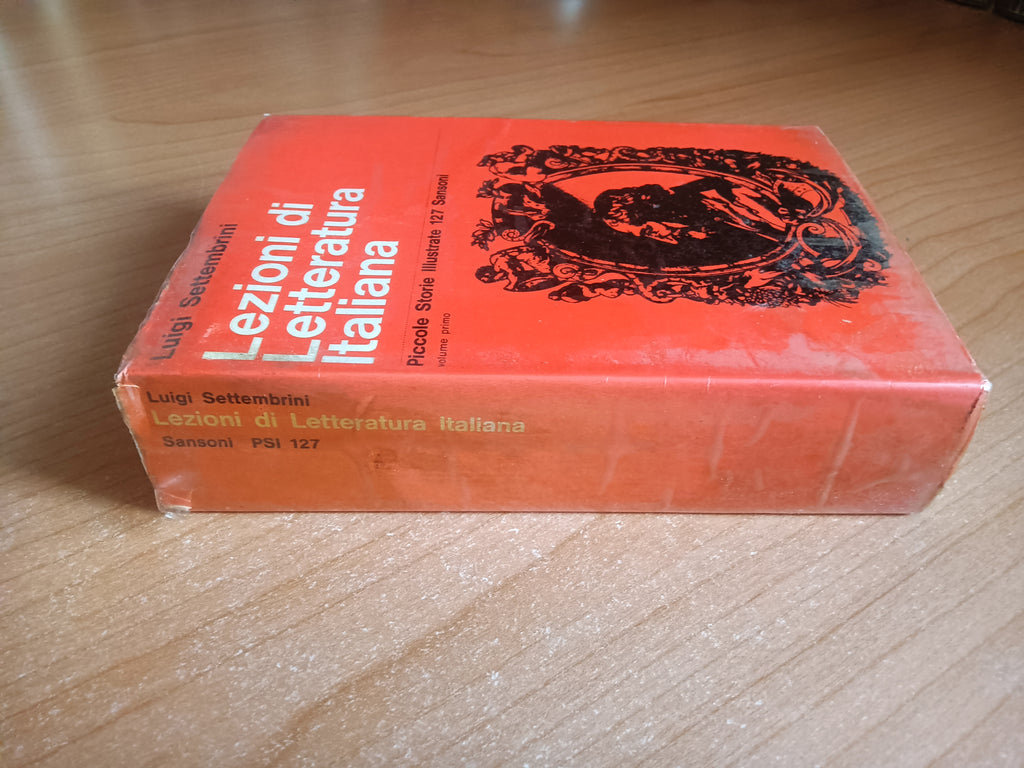 Luigi Settembrini
Lezioni di
Letteratura
Italiana
Piccole Storie Illustrate 127 Sansoni
volume primo
Luigi Settembrini
Lezioni di Letteratura Italiana
Sansoni PSI 127